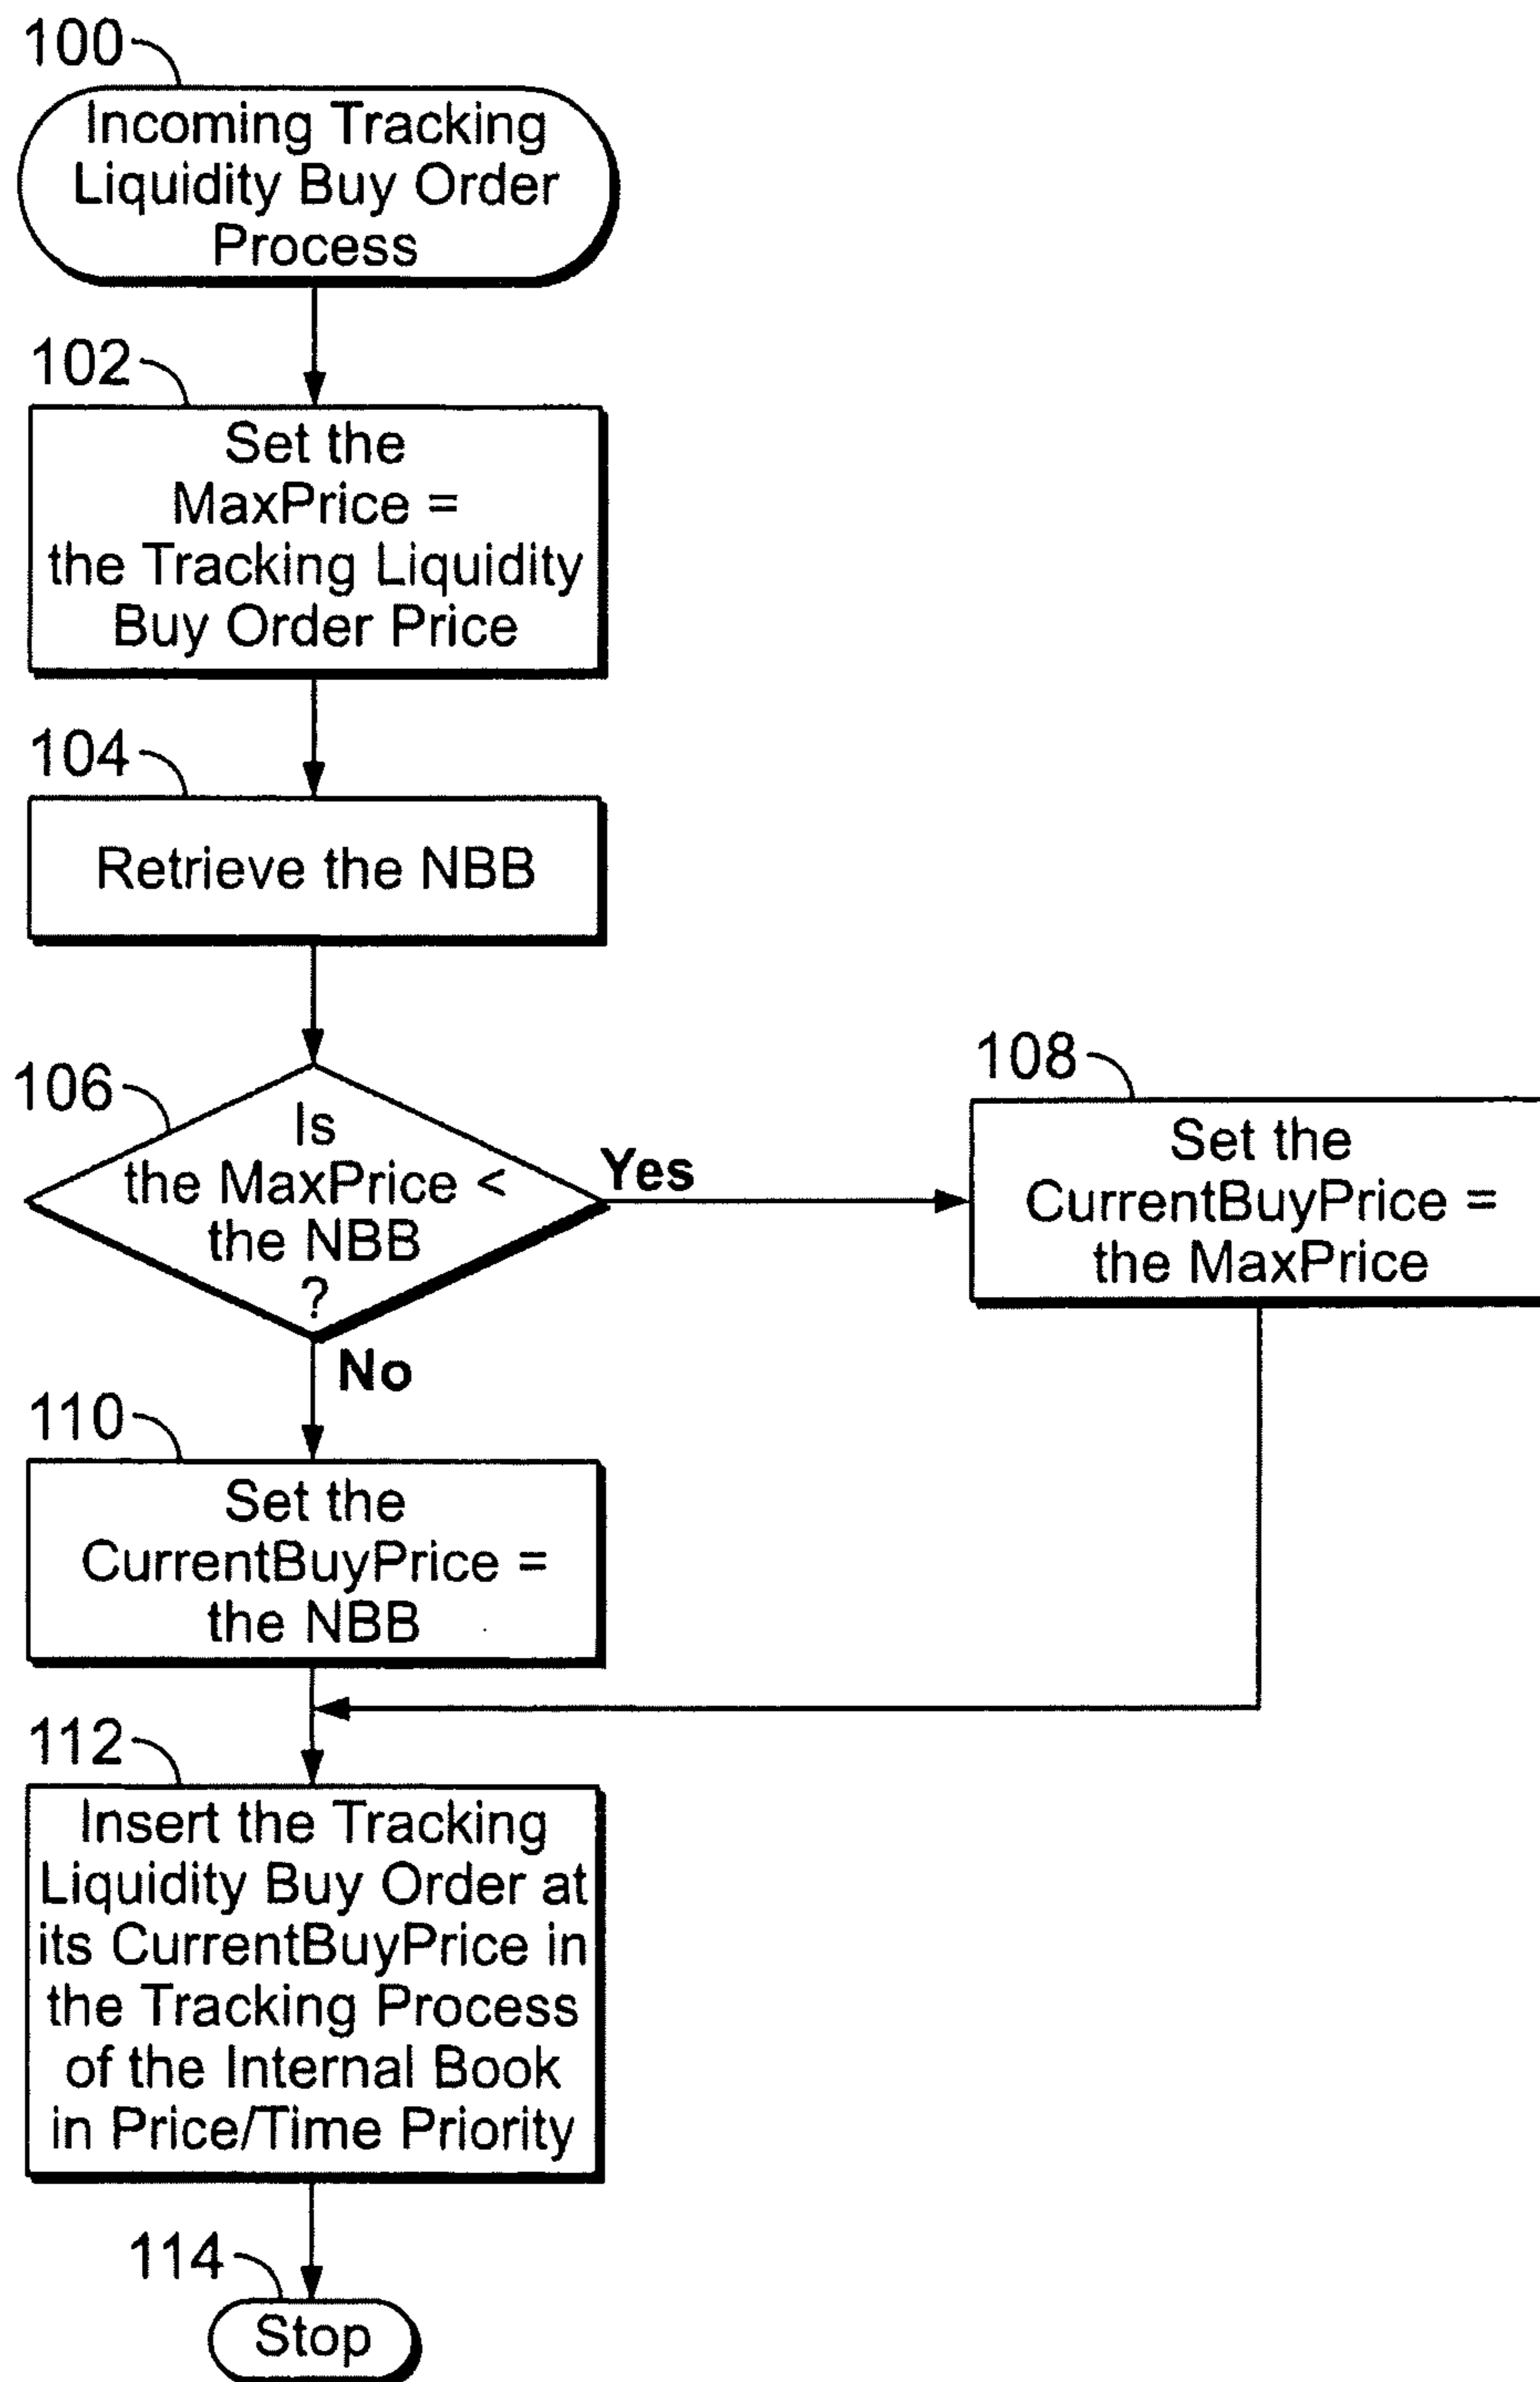 100
Incoming Tracking
Liquidity Buy Order
Process
102
Set the
MaxPrice =
the Tracking Liquidity
Buy Order Price
104
Retrieve the NBB
106
Is
the MaxPrice <
the NBB
?
Yes
108
Set the
CurrentBuyPrice =
the MaxPrice
No
110
Set the
CurrentBuyPrice =
the NBB
112
Insert the Tracking
Liquidity Buy Order at
its CurrentBuyPrice in
the Tracking Process
of the Internal Book
in Price/Time Priority
114
Stop